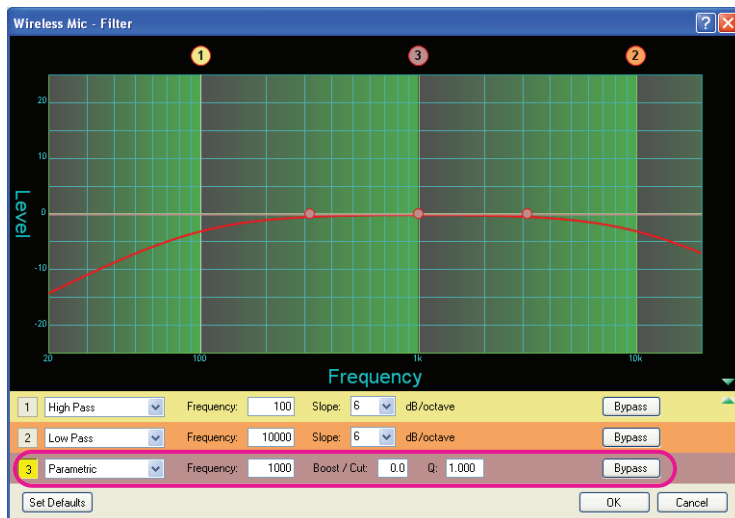 Wireless Mic - Filter
1
3
2
20
10
0
-10
-20
Level
20
100
1k
10k
Frequency
1 High Pass Frequency: 100 Slope: 6 dB/octave Bypass
2 Low Pass Frequency: 10000 Slope: 6 dB/octave Bypass
3 Parametric Frequency: 1000 Boost / Cut: 0.0 Q: 1.000 Bypass
Set Defaults OK Cancel